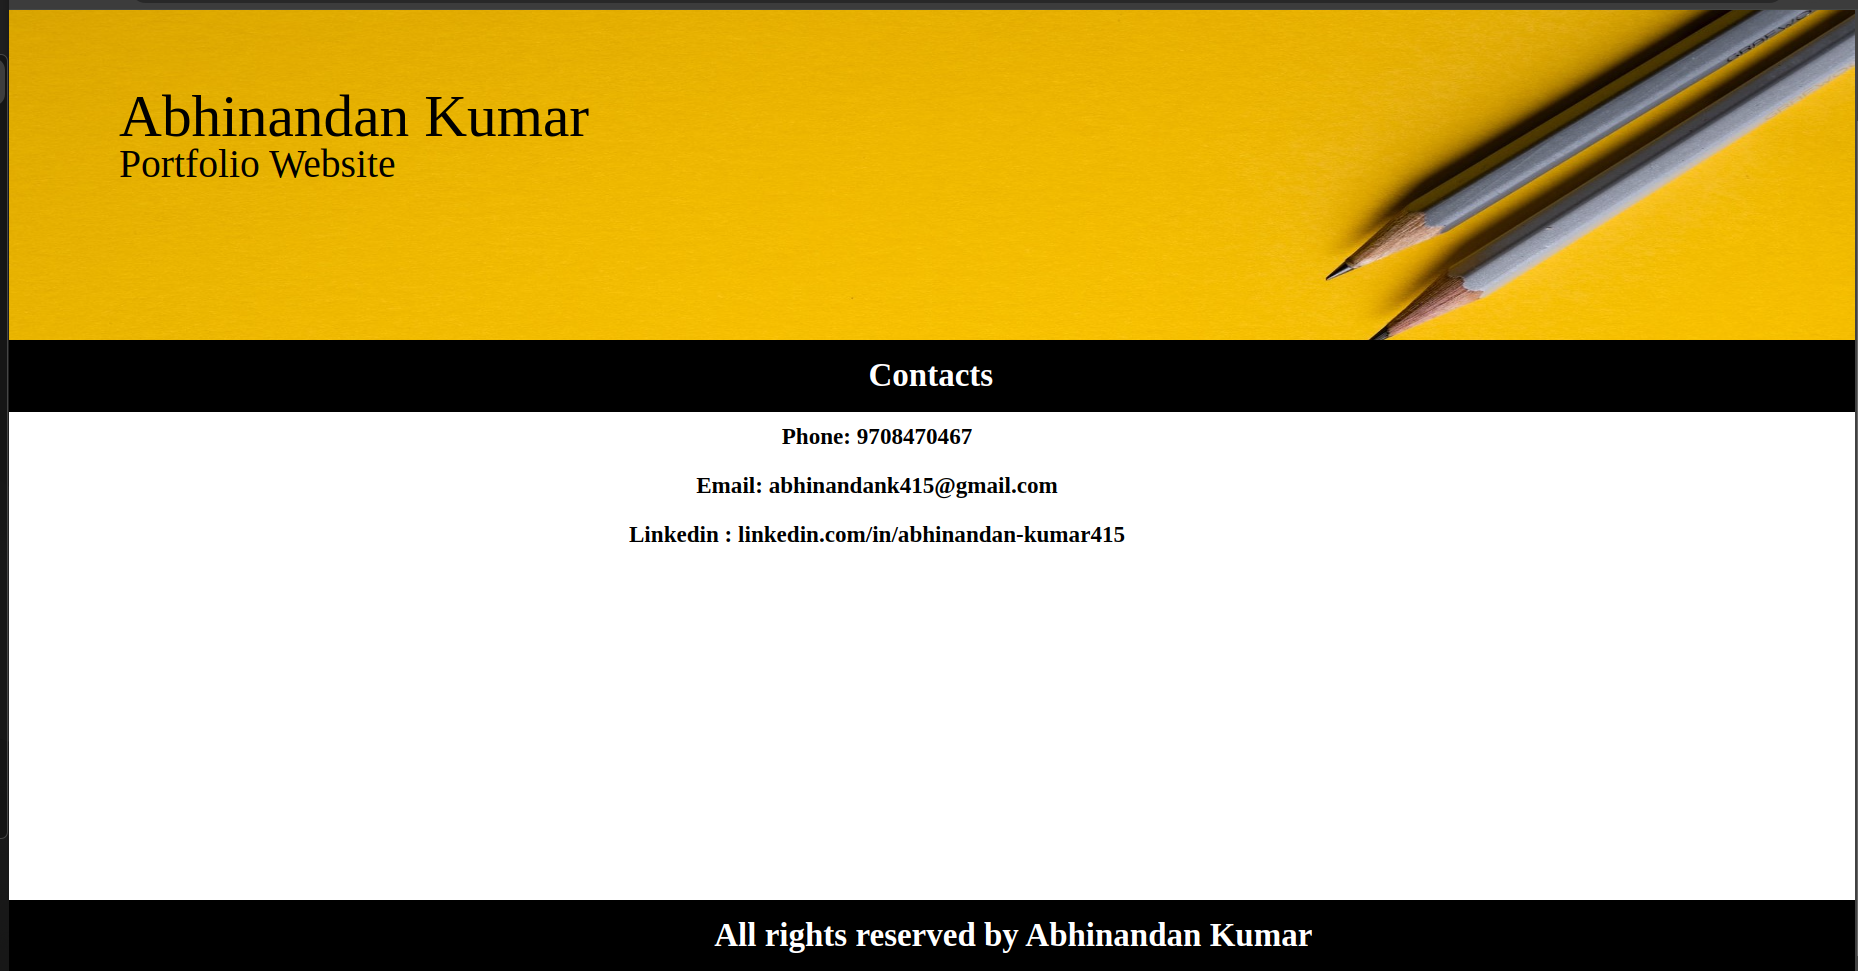 Abhinandan Kumar
Portfolio Website
Contacts
Phone: 9708470467
Email: abhinandank415@gmail.com
Linkedin : linkedin.com/in/abhinandan-kumar415
All rights reserved by Abhinandan Kumar